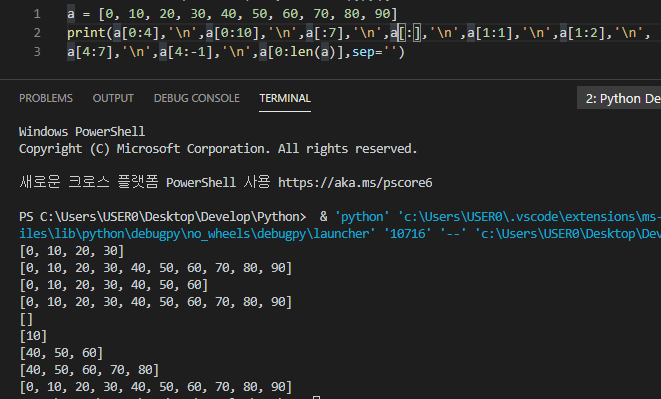 1 a = [0, 10, 20, 30, 40, 50, 60, 70, 80, 90]
2 print(a[0:4],'\n',a[0:10],'\n',a[:7],'\n',a[:],'\n',a[1:1],'\n',a[1:2],'\n',
3 a[4:7],'\n',a[4:-1],'\n',a[0:len(a)],sep='')
PROBLEMS OUTPUT DEBUG CONSOLE TERMINAL 2: Python De
Windows PowerShell
Copyright (C) Microsoft Corporation. All rights reserved.
새로운 크로스 플랫폼 PowerShell 사용 https://aka.ms/pscore6
PS C:\Users\USER0\Desktop\Develop\Python> & 'python' 'c:\Users\USER0\.vscode\extensions\ms-
iles\lib\python\debugpy\no_wheels\debugpy\launcher' '10716' '--' 'c:\Users\USER0\Desktop\Dev
[0, 10, 20, 30]
[0, 10, 20, 30, 40, 50, 60, 70, 80, 90]
[0, 10, 20, 30, 40, 50, 60]
[0, 10, 20, 30, 40, 50, 60, 70, 80, 90]
[]
[10]
[40, 50, 60]
[40, 50, 60, 70, 80]
[0, 10, 20, 30, 40, 50, 60, 70, 80, 90]